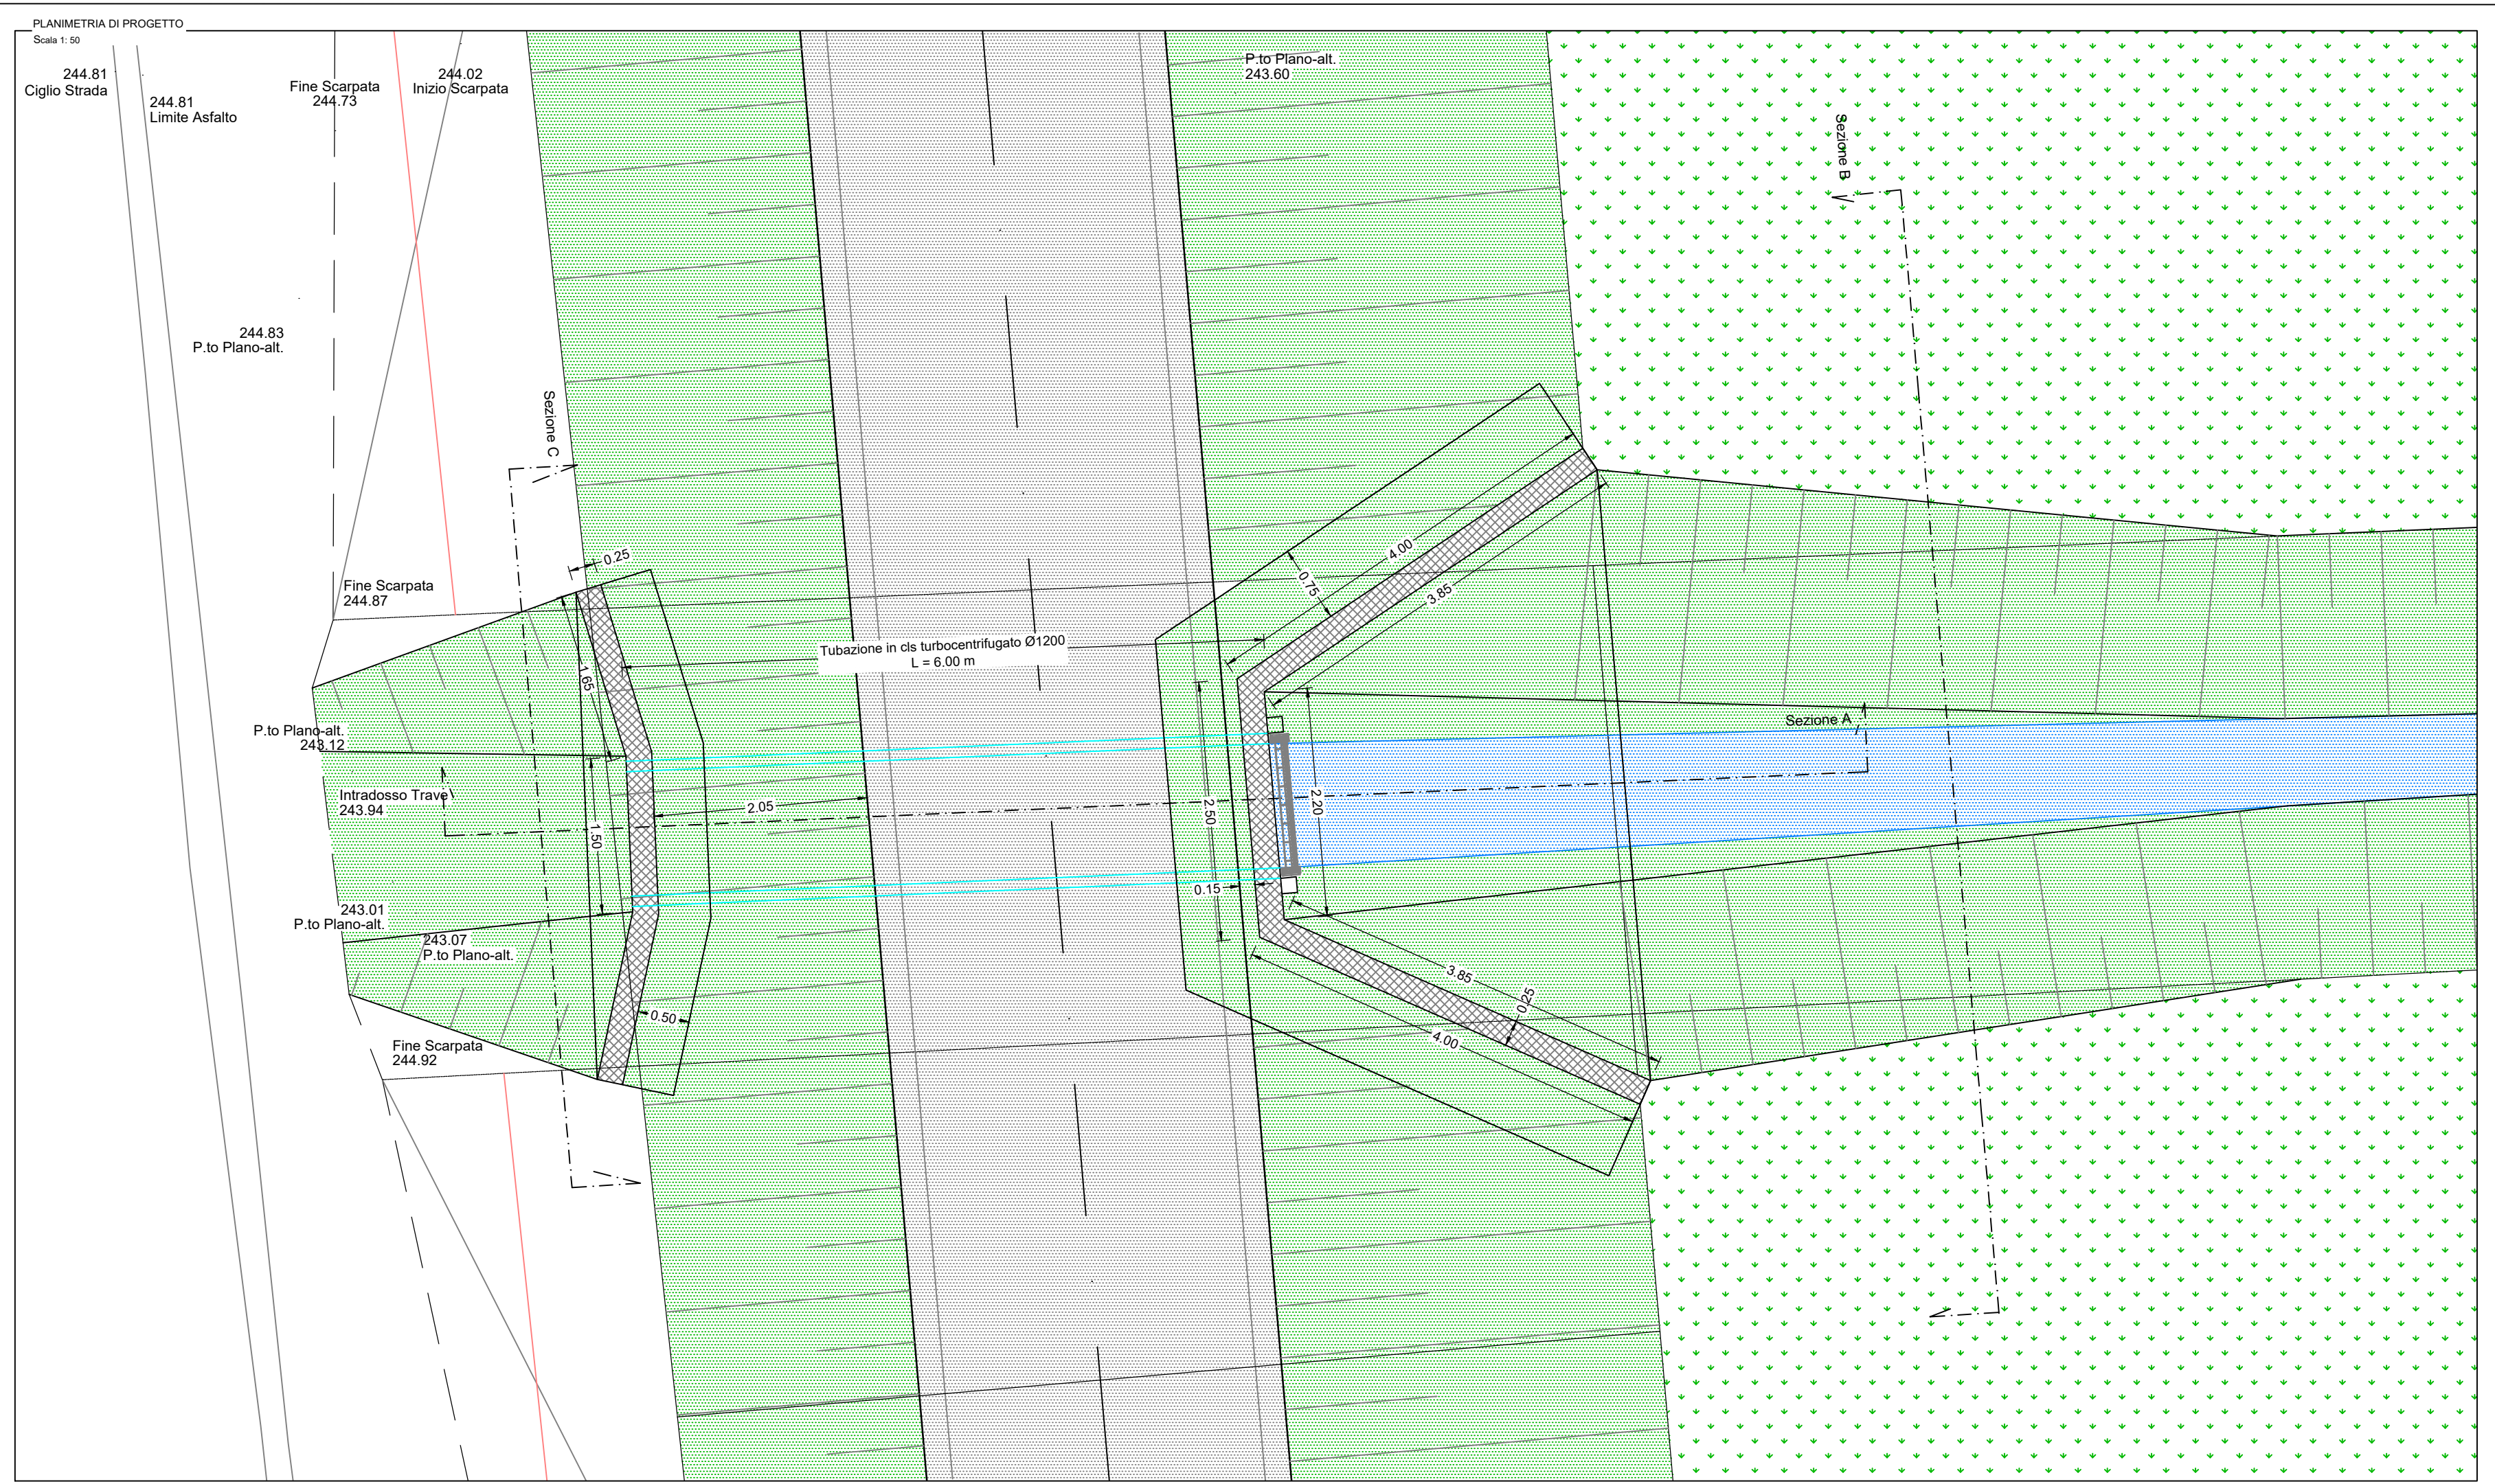 PLANIMETRIA DI PROGETTO
Scala 1: 50
244.81
Ciglio Strada
244.81
Limite Asfalto
Fine Scarpata
244.73
244.02
Inizio Scarpata
P.to Plano-alt.
243.60
Sezione B
244.83
P.to Plano-alt.
Sezione C
0.25
Fine Scarpata
244.87
4.00
0.75
3.85
Tubazione in cls turbocentrifugato Ø1200
L = 6.00 m
1.65
P.to Plano-alt.
243.12
Sezione A
Intradosso Trave
243.94
2.05
2.50
2.20
1.50
0.15
243.01
P.to Plano-alt.
243.07
P.to Plano-alt.
3.85
0.25
0.50
4.00
Fine Scarpata
244.92